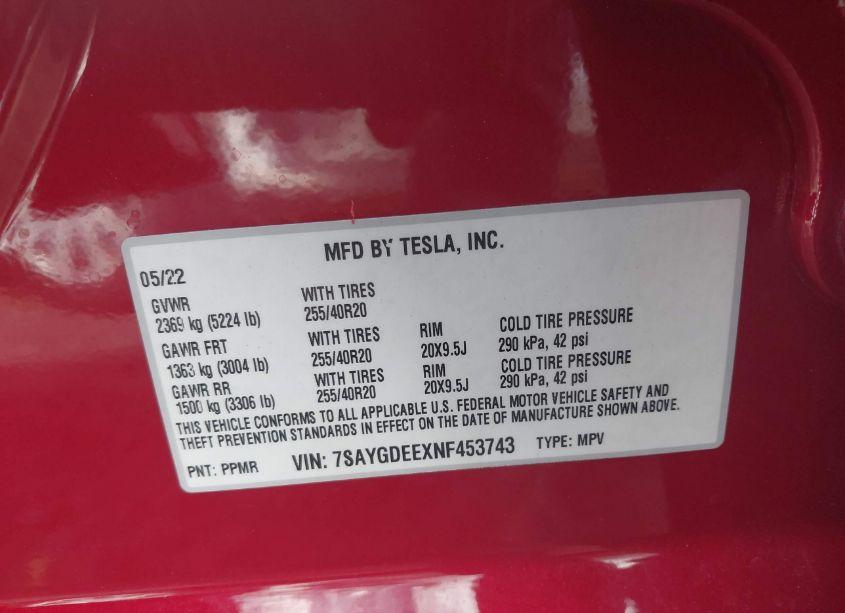 MFD BY TESLA, INC.
05/22
GVWR
2369 kg (5224 lb)
WITH TIRES
255/40R20
GAWR FRT
1363 kg (3004 lb)
WITH TIRES
255/40R20
RIM
20X9.5J
COLD TIRE PRESSURE
290 kPa, 42 psi
GAWR RR
1500 kg (3306 lb)
WITH TIRES
255/40R20
RIM
20X9.5J
COLD TIRE PRESSURE
290 kPa, 42 psi
THIS VEHICLE CONFORMS TO ALL APPLICABLE U.S. FEDERAL MOTOR VEHICLE SAFETY AND
THEFT PREVENTION STANDARDS IN EFFECT ON THE DATE OF MANUFACTURE SHOWN ABOVE.
PNT: PPMR VIN: 7SAYGDEEXNF453743 TYPE: MPV